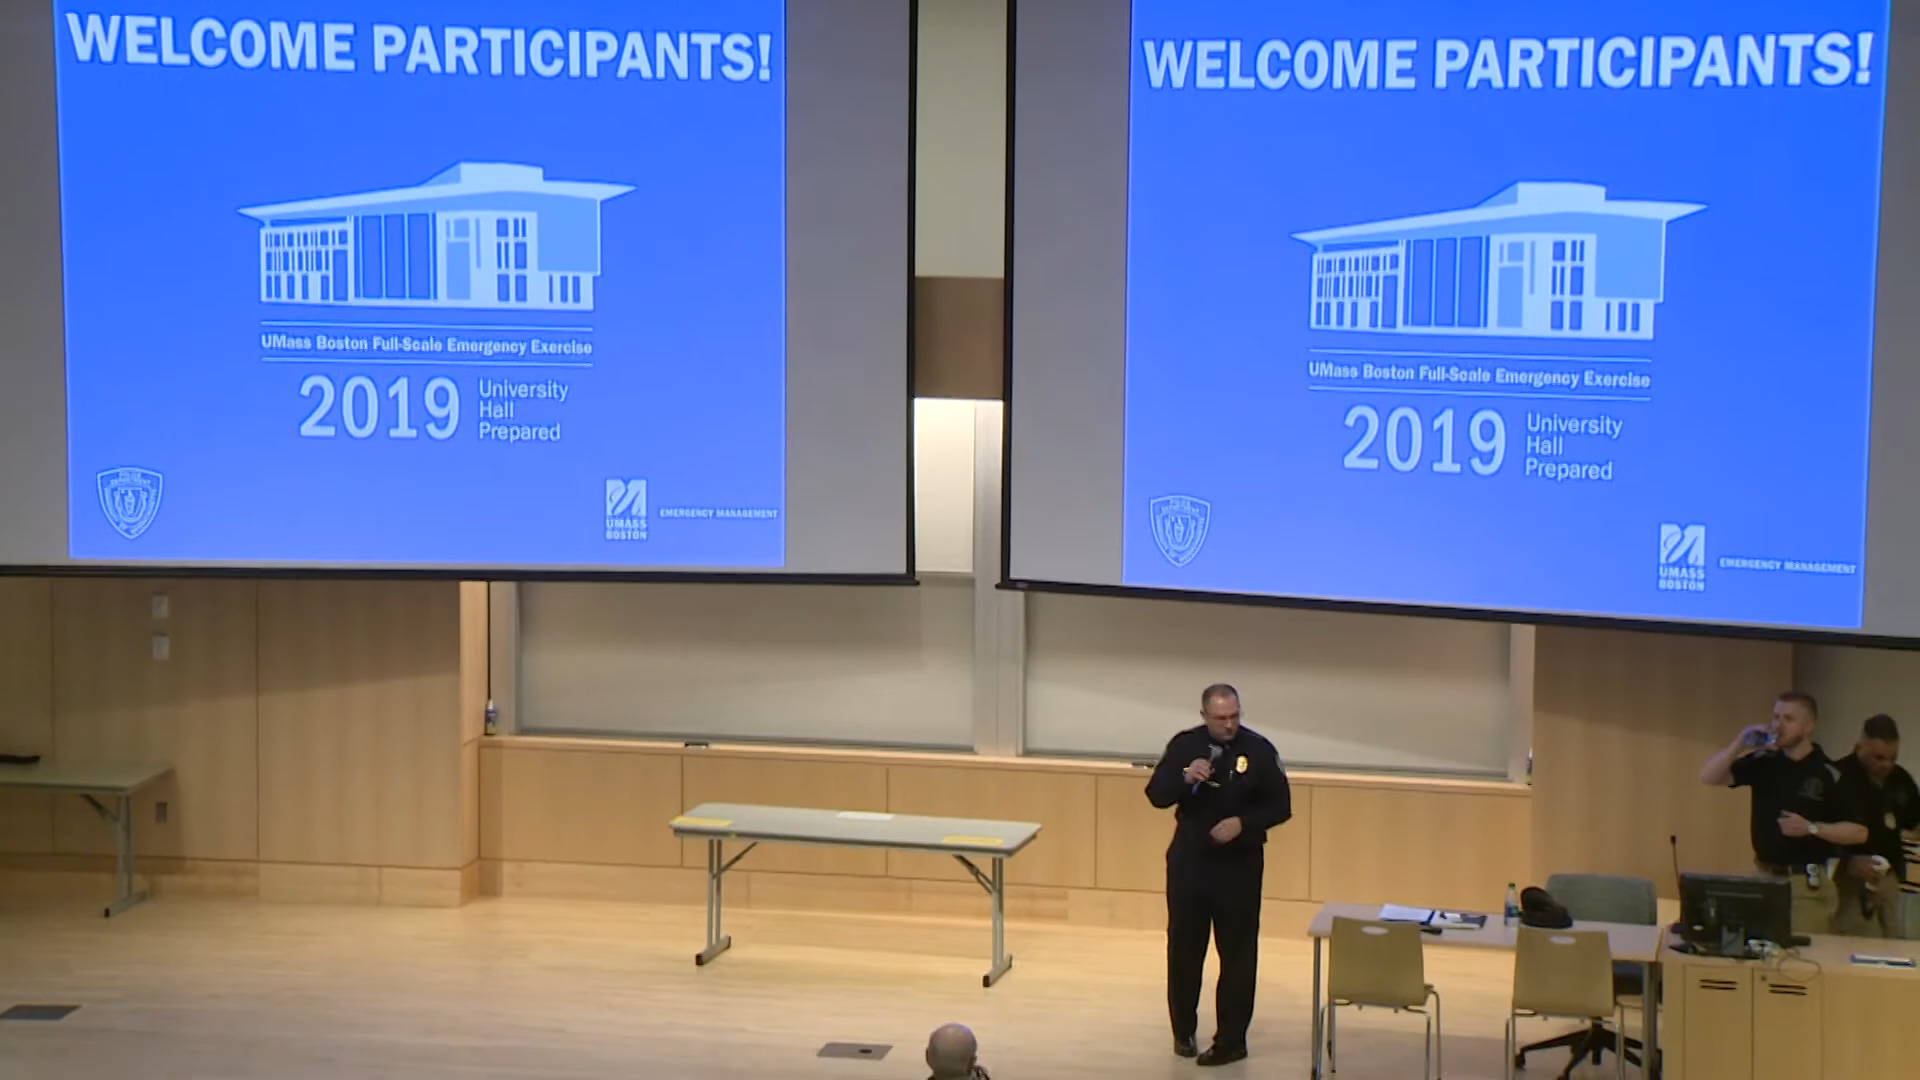 WELCOME PARTICIPANTS!
UMass Boston Full-Scale Emergency Exercise
2019
University
Hall
Prepared
UMASS
BOSTON
EMERGENCY MANAGEMENT
WELCOME PARTICIPANTS!
UMass Boston Full-Scale Emergency Exercise
2019
University
Hall
Prepared
UMASS
BOSTON
EMERGENCY MANAGEMENT